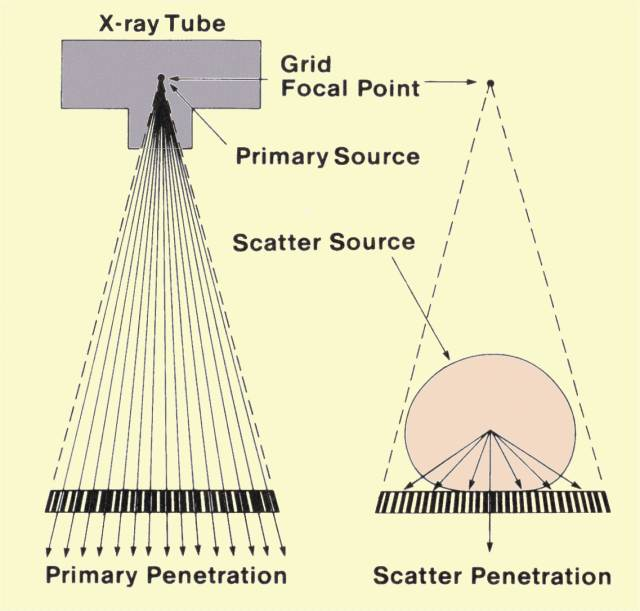 X-ray Tube
Grid
Focal Point
Primary Source
Scatter Source
Primary Penetration
Scatter Penetration